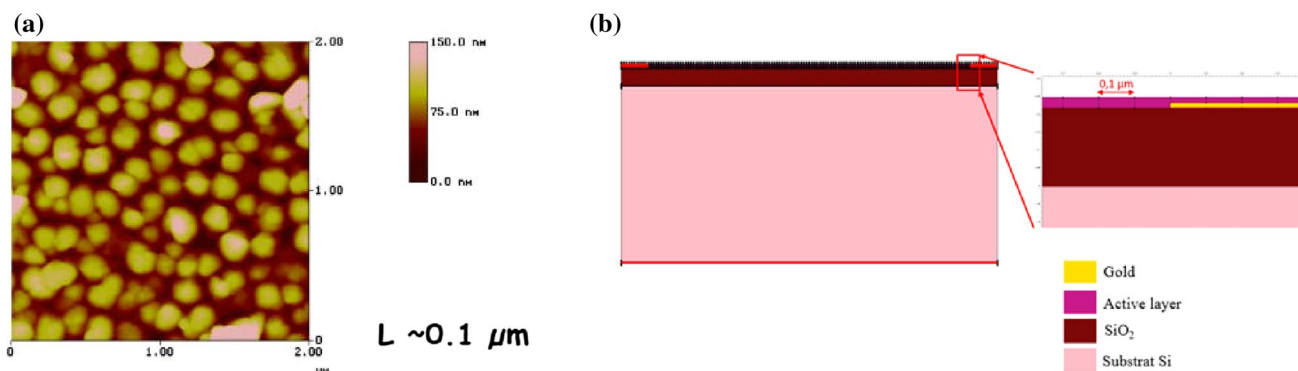 (a)
2.00
1.00
0
0
1.00
2.00
150.0 nm
75.0 nm
0.0 nm
L ~0.1 μm
(b)
0,1 μm
Gold
Active layer
SiO2
Substrat Si